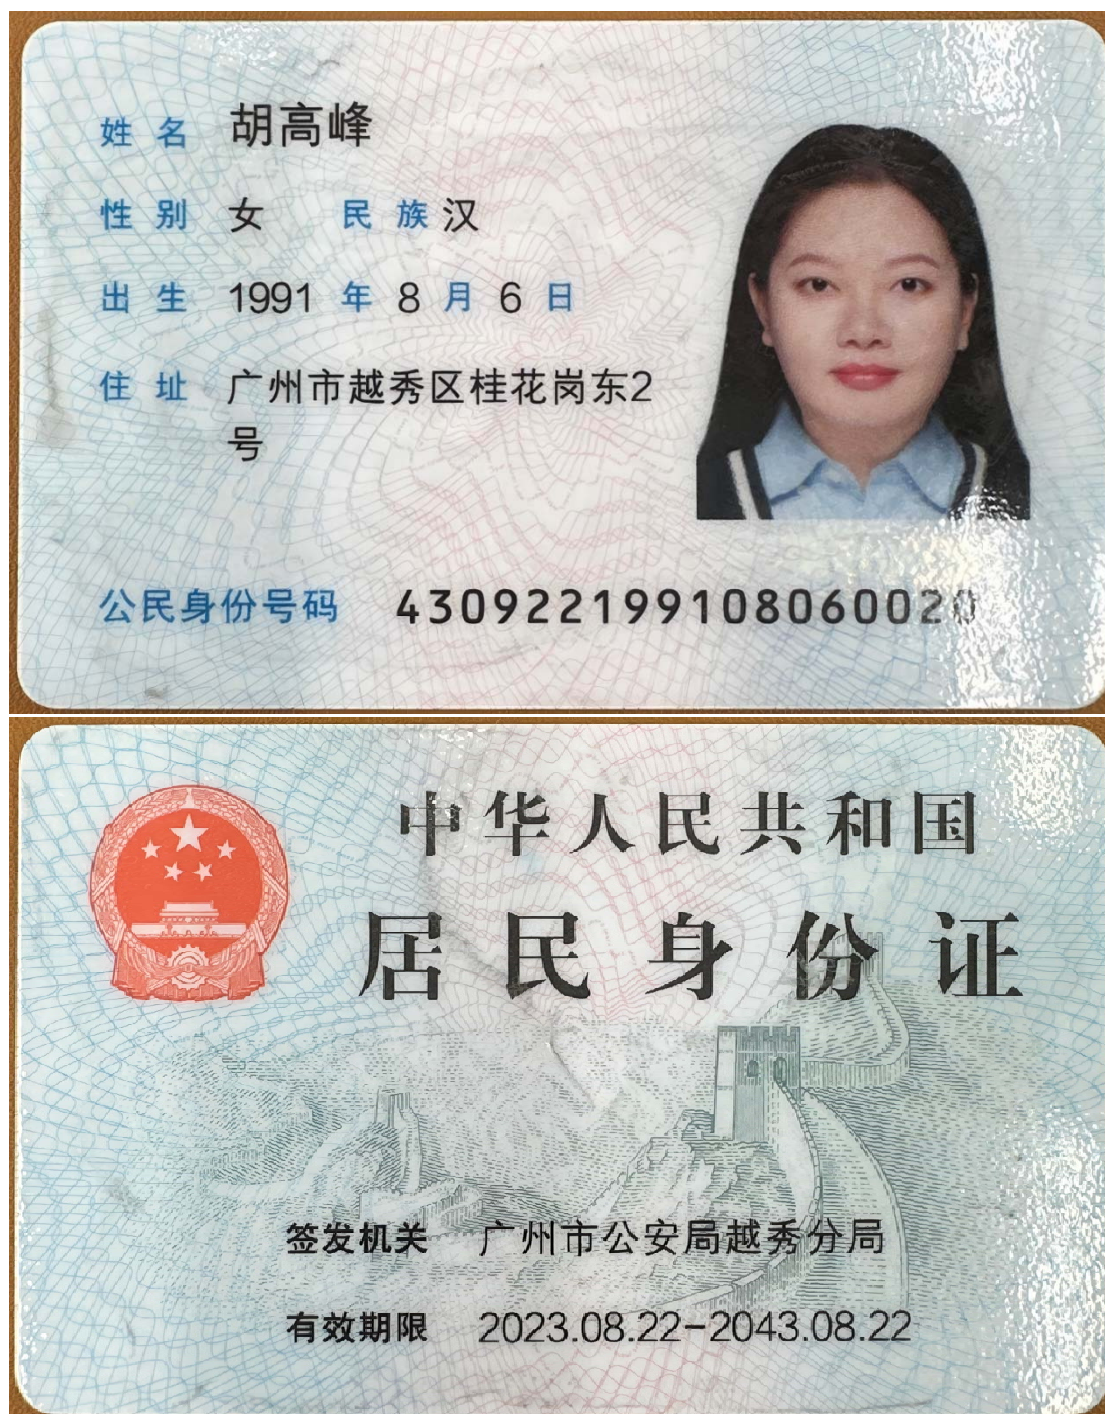 姓名 胡高峰
性别 女 民族 汉
出生 1991 年 8 月 6 日
住址 广州市越秀区桂花岗东2
号
公民身份号码 430922199108060020
中华人民共和国
居民身份证
签发机关 广州市公安局越秀分局
有效期限 2023.08.22-2043.08.22